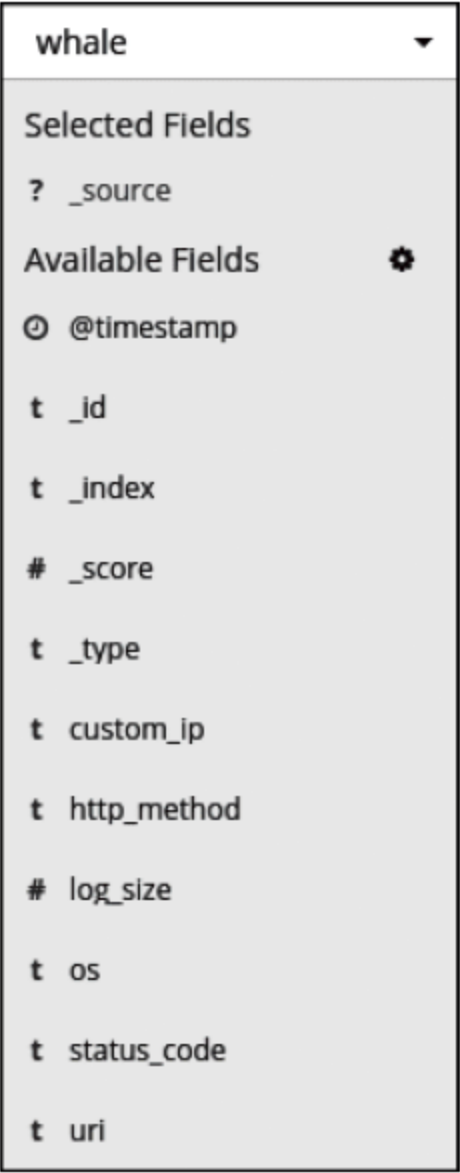 whale
Selected Fields
? _source
Available Fields
@timestamp
t _id
t _index
# _score
t _type
t custom_ip
t http_method
# log_size
t os
t status_code
t uri